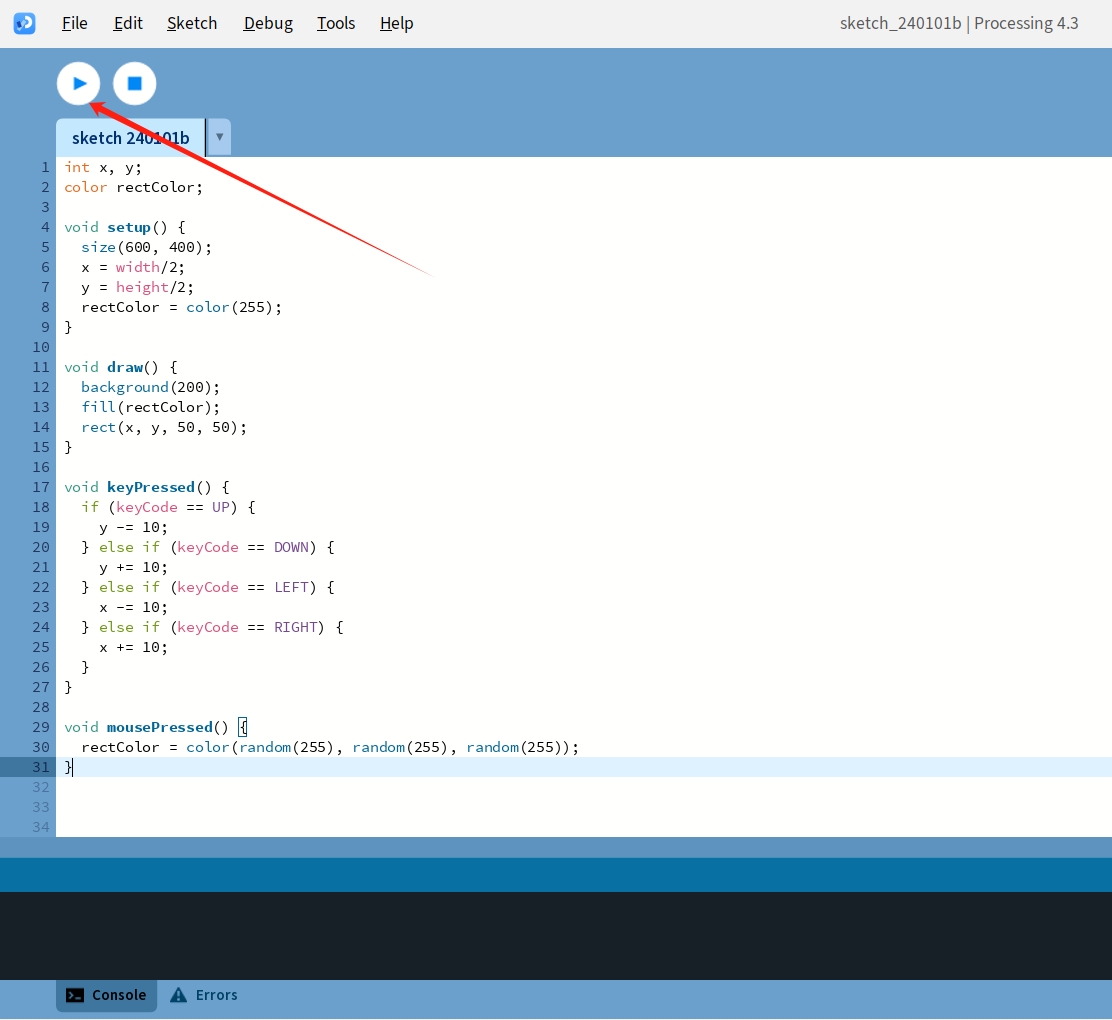 File Edit Sketch Debug Tools Help sketch_240101b | Processing 4.3
sketch 240101b
1 int x, y;
2 color rectColor;
3
4 void setup() {
5   size(600, 400);
6   x = width/2;
7   y = height/2;
8   rectColor = color(255);
9 }
10
11 void draw() {
12   background(200);
13   fill(rectColor);
14   rect(x, y, 50, 50);
15 }
16
17 void keyPressed() {
18   if (keyCode == UP) {
19     y -= 10;
20   } else if (keyCode == DOWN) {
21     y += 10;
22   } else if (keyCode == LEFT) {
23     x -= 10;
24   } else if (keyCode == RIGHT) {
25     x += 10;
26   }
27 }
28
29 void mousePressed() {
30   rectColor = color(random(255), random(255), random(255));
31 }
32
33
34
Console Errors